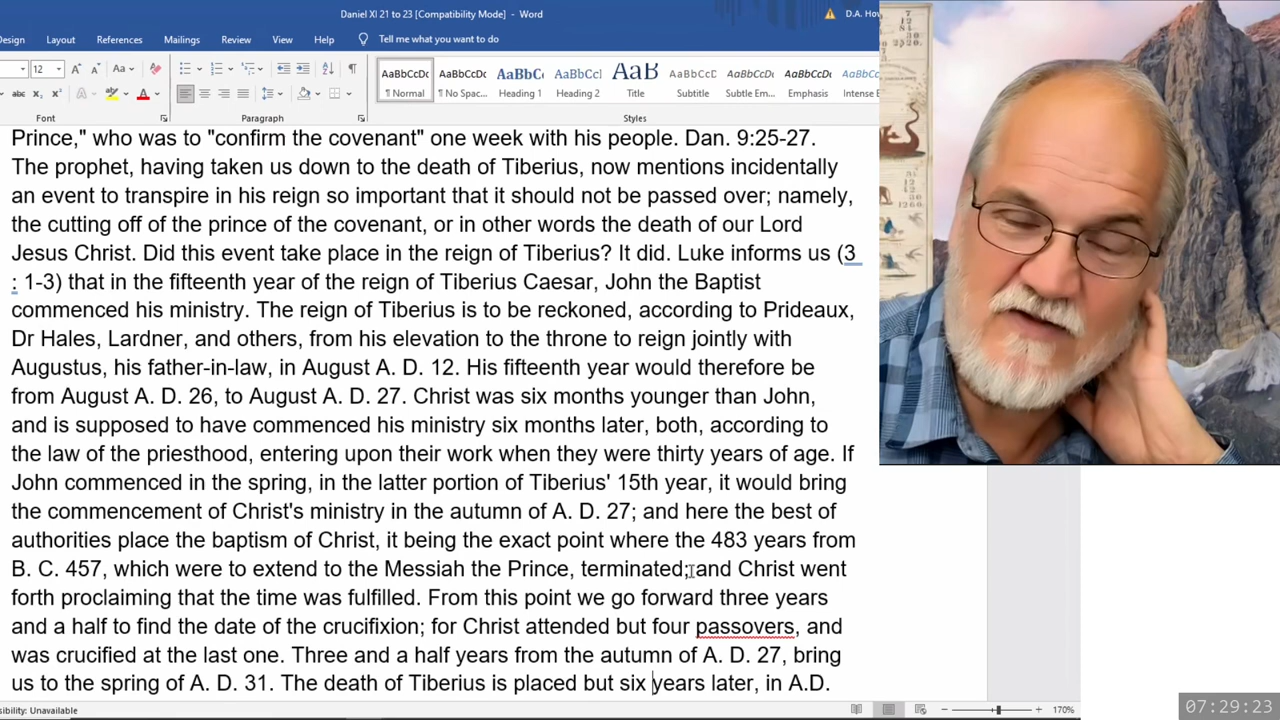 Daniel XI 21 to 23 [Compatibility Mode] - Word
D.A. Hov
Design Layout References Mailings Review View Help Tell me what you want to do
12
AaBbCcDc AaBbCcDc AaBbC AaBbCcI AaB AaBbCcD AaBbCcDc AaBbCcDc AaBbCcL
¶ Normal ¶ No Spac... Heading 1 Heading 2 Title Subtitle Subtle Em... Emphasis Intense E
Font Paragraph Styles
Prince," who was to "confirm the covenant" one week with his people. Dan. 9:25-27.
The prophet, having taken us down to the death of Tiberius, now mentions incidentally
an event to transpire in his reign so important that it should not be passed over; namely,
the cutting off of the prince of the covenant, or in other words the death of our Lord
Jesus Christ. Did this event take place in the reign of Tiberius? It did. Luke informs us (3
: 1-3) that in the fifteenth year of the reign of Tiberius Caesar, John the Baptist
commenced his ministry. The reign of Tiberius is to be reckoned, according to Prideaux,
Dr Hales, Lardner, and others, from his elevation to the throne to reign jointly with
Augustus, his father-in-law, in August A. D. 12. His fifteenth year would therefore be
from August A. D. 26, to August A. D. 27. Christ was six months younger than John,
and is supposed to have commenced his ministry six months later, both, according to
the law of the priesthood, entering upon their work when they were thirty years of age. If
John commenced in the spring, in the latter portion of Tiberius' 15th year, it would bring
the commencement of Christ's ministry in the autumn of A. D. 27; and here the best of
authorities place the baptism of Christ, it being the exact point where the 483 years from
B. C. 457, which were to extend to the Messiah the Prince, terminated; and Christ went
forth proclaiming that the time was fulfilled. From this point we go forward three years
and a half to find the date of the crucifixion; for Christ attended but four passovers, and
was crucified at the last one. Three and a half years from the autumn of A. D. 27, bring
us to the spring of A. D. 31. The death of Tiberius is placed but six years later, in A.D.
sibility: Unavailable
170%
07:29:23